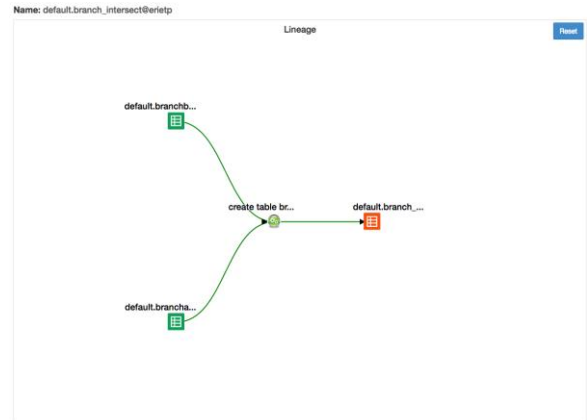 Name: default.branch_intersect@erietp
Lineage
Reset
default.branchb...
create table br...
default.branch_...
default.brancha...